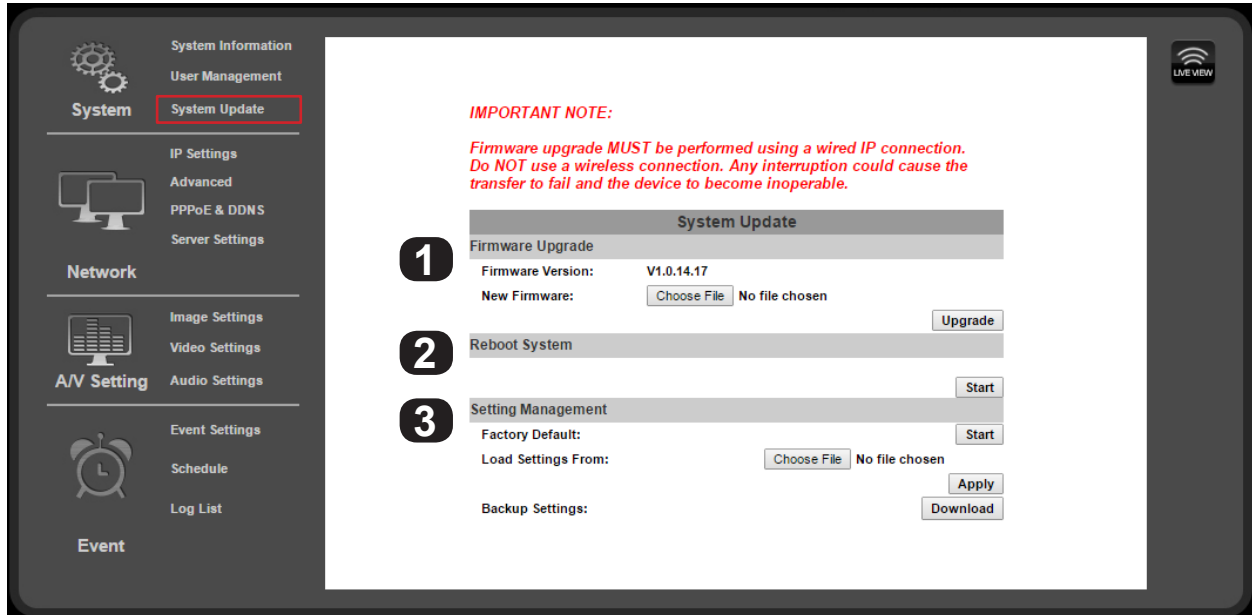 System Information
User Management
System
System Update
IP Settings
Advanced
PPPoE & DDNS
Server Settings
Network
Image Settings
Video Settings
A/V Setting
Audio Settings
Event Settings
Schedule
Log List
Event
LIVE VIEW
IMPORTANT NOTE:
Firmware upgrade MUST be performed using a wired IP connection.
Do NOT use a wireless connection. Any interruption could cause the
transfer to fail and the device to become inoperable.
System Update
1
Firmware Upgrade
Firmware Version: V1.0.14.17
New Firmware: Choose File No file chosen
Upgrade
2
Reboot System
Start
3
Setting Management
Factory Default: Start
Load Settings From: Choose File No file chosen
Apply
Backup Settings: Download